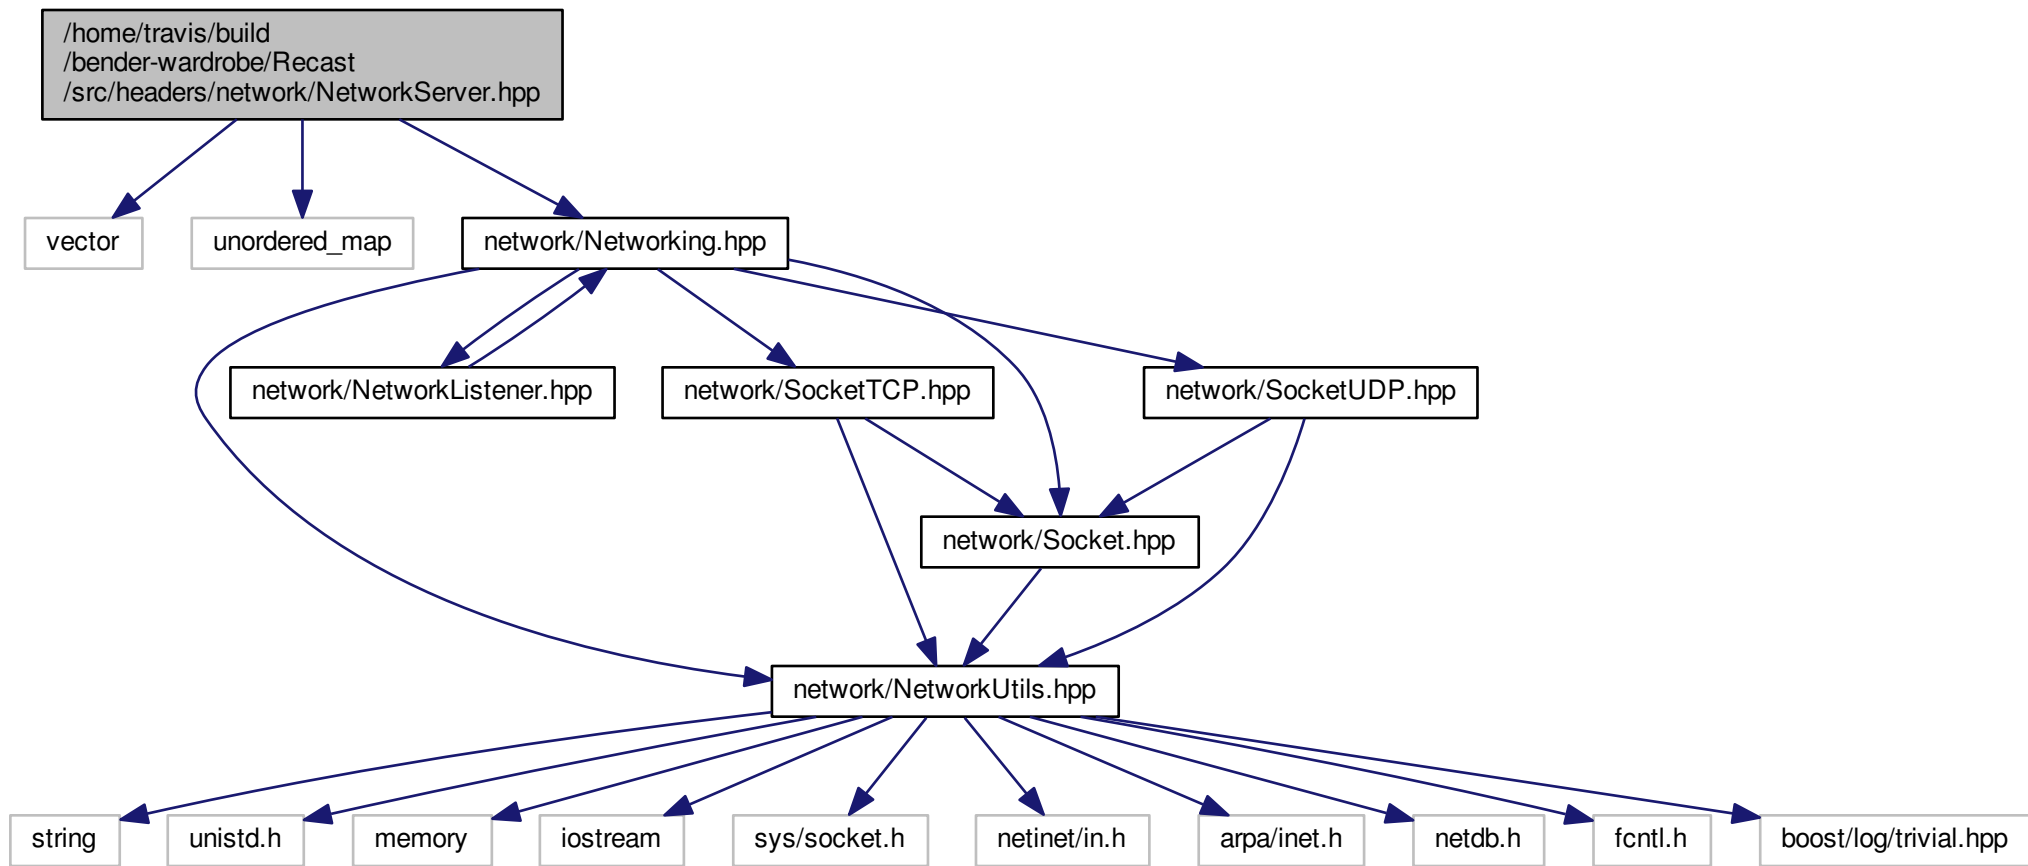 /home/travis/build
/bender-wardrobe/Recast
/src/headers/network/NetworkServer.hpp
vector
unordered_map
network/Networking.hpp
network/NetworkListener.hpp
network/SocketTCP.hpp
network/SocketUDP.hpp
network/Socket.hpp
network/NetworkUtils.hpp
string
unistd.h
memory
iostream
sys/socket.h
netinet/in.h
arpa/inet.h
netdb.h
fcntl.h
boost/log/trivial.hpp